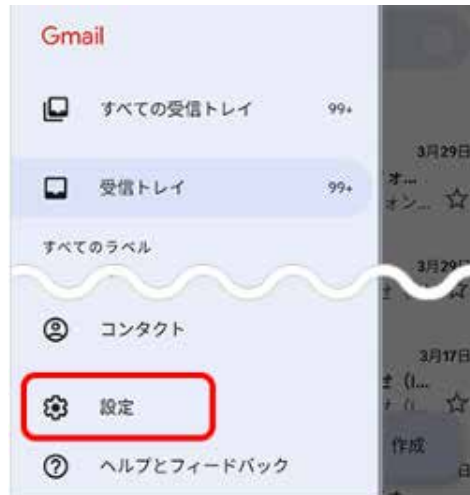 Gmail
すべての受信トレイ 99+
受信トレイ 99+
すべてのラベル
コンタクト
設定
ヘルプとフィードバック
3月29日
オ...
オン...
3月29日
3月17日
作成